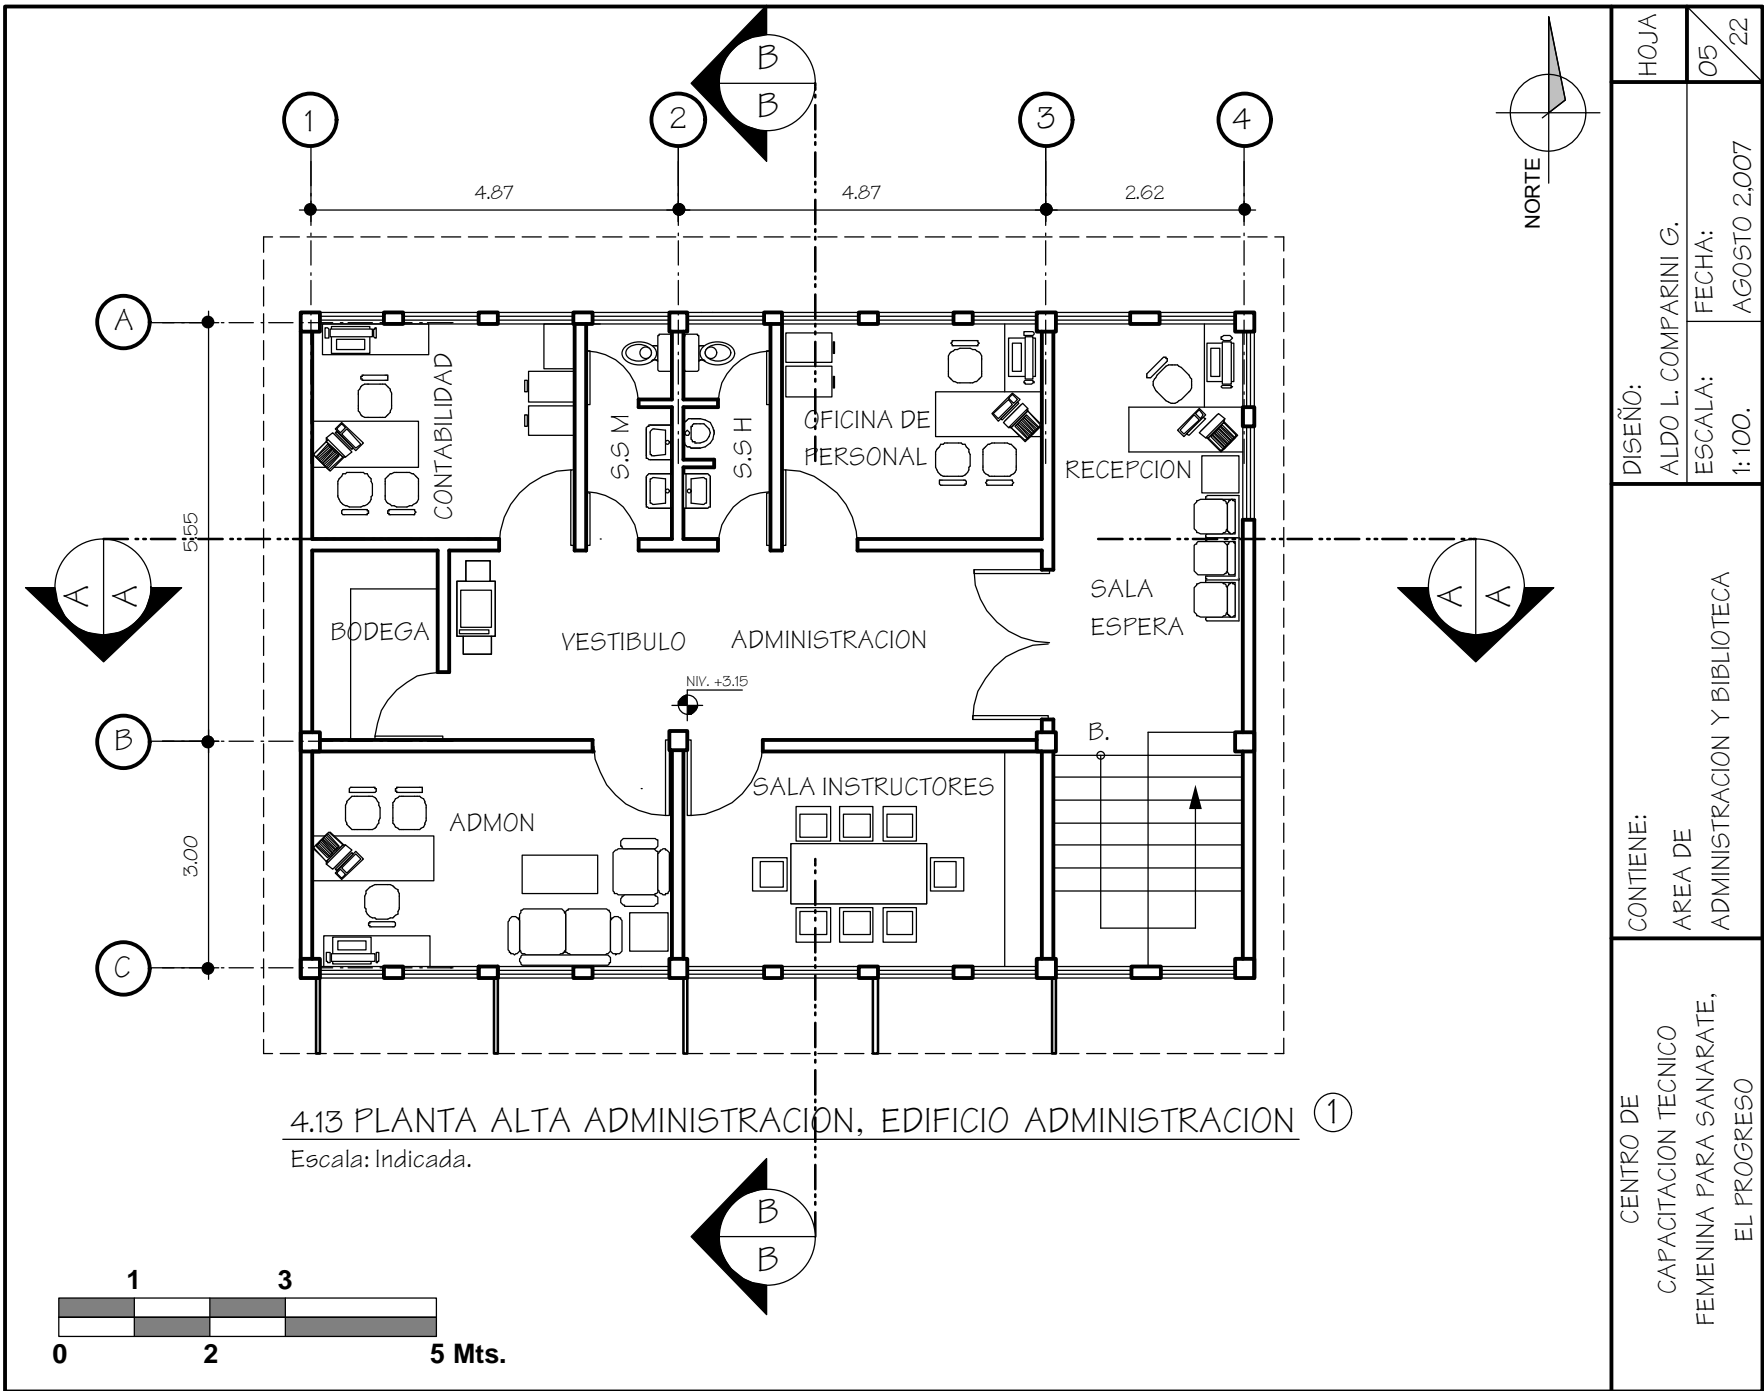 B
B
1
2
3
4
4.87
4.87
2.62
NORTE
A
B
C
5.55
3.00
A
A
A
A
CONTABILIDAD
S.S M
S.S H
OFICINA DE
PERSONAL
RECEPCION
SALA
ESPERA
BODEGA
VESTIBULO ADMINISTRACION
NIV. +3.15
B.
ADMON
SALA INSTRUCTORES
4.13 PLANTA ALTA ADMINISTRACION, EDIFICIO ADMINISTRACION 1
Escala: Indicada.
B
B
1 3
0 2 5 Mts.
CENTRO DE
CAPACITACION TECNICO
FEMENINA PARA SANARATE,
EL PROGRESO
CONTIENE:
AREA DE
ADMINISTRACION Y BIBLIOTECA
DISEÑO:
ALDO L. COMPARINI G.
ESCALA:
1:100.
FECHA:
AGOSTO 2,007
HOJA
05/22